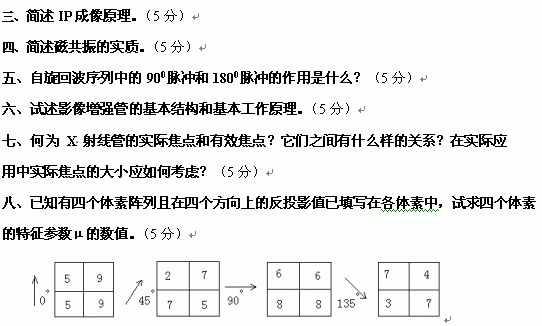 三、简述 IP 成像原理。（5 分）
四、简述磁共振的实质。（5 分）
五、自旋回波序列中的 90⁰ 脉冲和 180⁰ 脉冲的作用是什么？（5 分）
六、试述影像增强管的基本结构和基本工作原理。（5 分）
七、何为 X 射线管的实际焦点和有效焦点？它们之间有什么样的关系？在实际应
用中实际焦点的大小应如何考虑？（5 分）
八、已知有四个体素阵列且在四个方向上的反投影值已填写在各体素中，试求四个体素
的特征参数 μ 的数值。（5 分）
5 9 2 7 6 6 7 4
0° 5 9 45° 7 5 90° 8 8 135° 3 7